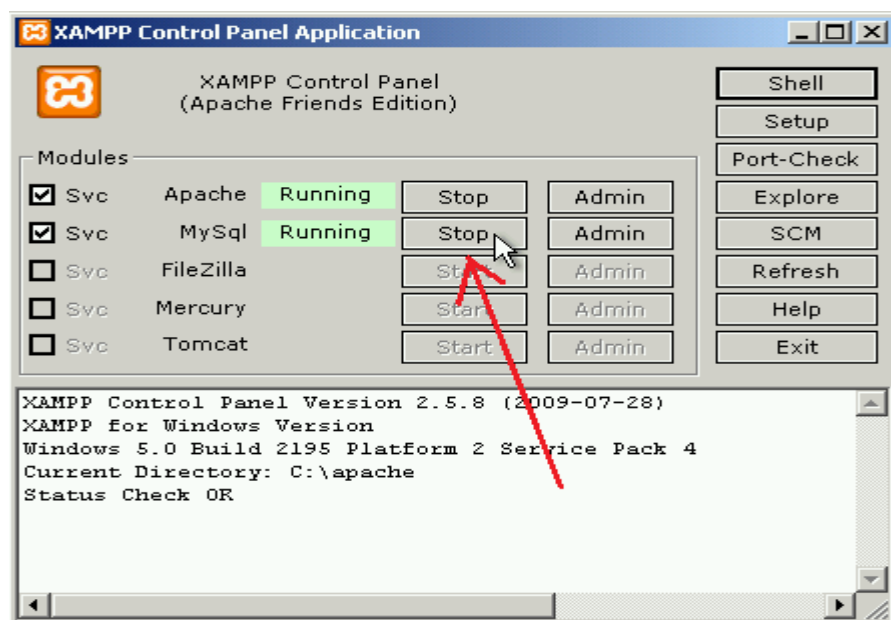 XAMPP Control Panel Application
XAMPP Control Panel
(Apache Friends Edition)
Shell
Setup
Modules
Port-Check
Svc Apache Running Stop Admin Explore
Svc MySql Running Stop Admin SCM
Svc FileZilla Start Admin Refresh
Svc Mercury Start Admin Help
Svc Tomcat Start Admin Exit
XAMPP Control Panel Version 2.5.8 (2009-07-28)
XAMPP for Windows Version
Windows 5.0 Build 2195 Platform 2 Service Pack 4
Current Directory: C:\apache
Status Check OR